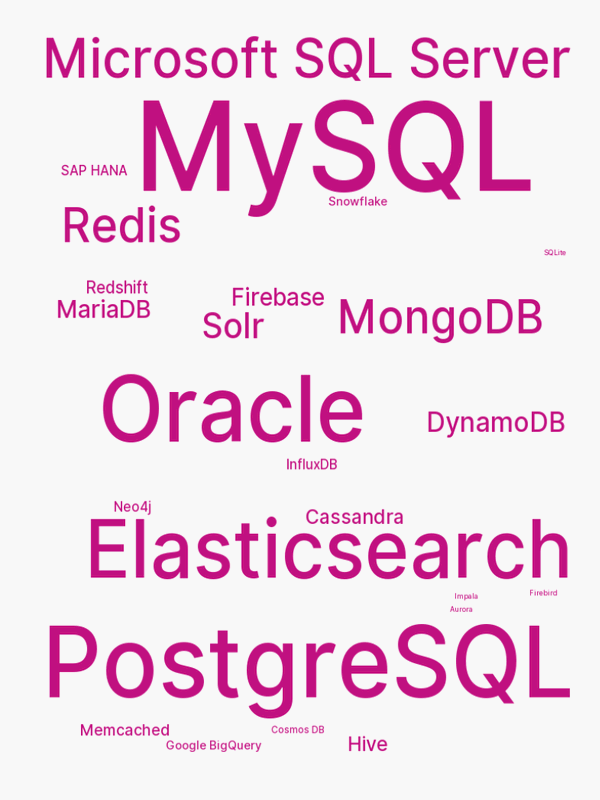 Microsoft SQL Server
MySQL
SAP HANA
Snowflake
Redis
SQLite
Redshift
Firebase
MariaDB
Solr
MongoDB
Oracle
DynamoDB
InfluxDB
Neo4j
Cassandra
Elasticsearch
Impala
Firebird
Aurora
PostgreSQL
Memcached
Cosmos DB
Google BigQuery
Hive